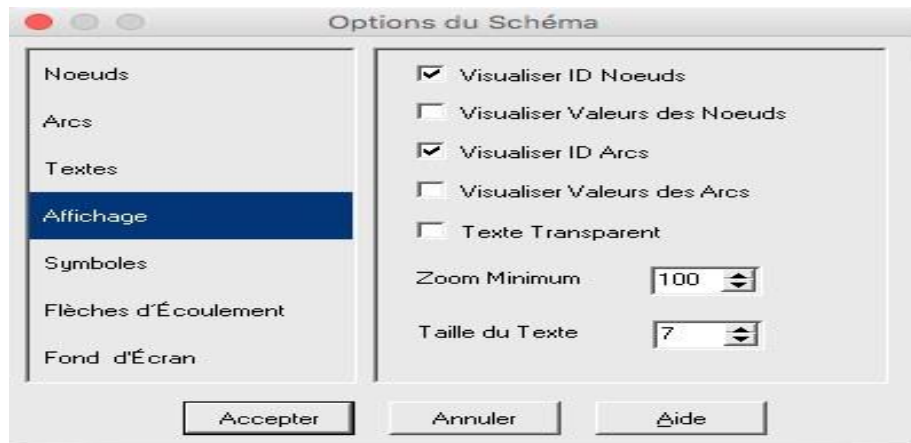 Options du Schéma
Noeuds
Arcs
Textes
Affichage
Symboles
Flèches d'Écoulement
Fond d'Écran
Visualiser ID Noeuds
Visualiser Valeurs des Noeuds
Visualiser ID Arcs
Visualiser Valeurs des Arcs
Texte Transparent
Zoom Minimum 100
Taille du Texte 7
Accepter Annuler Aide